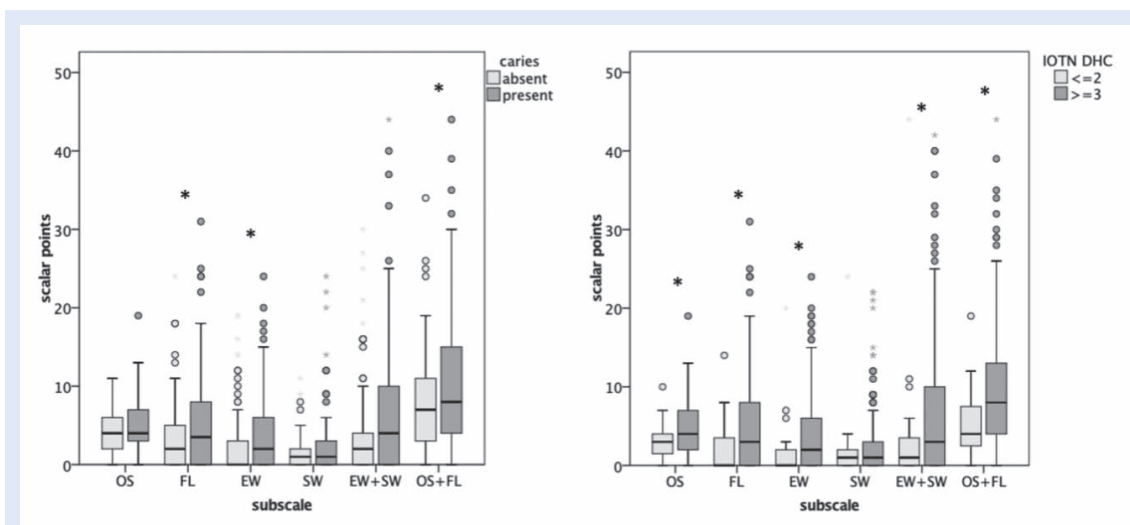 caries
absent
present
*
*
*
50
40
30
20
10
0
scalar points
OS FL EW SW EW+SW OS+FL
subscale
IOTN DHC
<=2
>=3
*
*
*
*
*
50
40
30
20
10
0
scalar points
OS FL EW SW EW+SW OS+FL
subscale